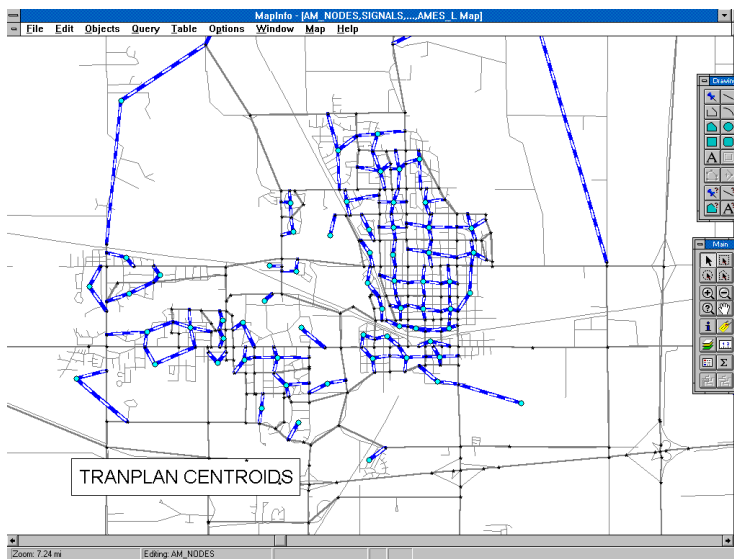 MapInfo - [AM_NODES,SIGNALS,...,AMES_L Map]
File Edit Objects Query Table Options Window Map Help
Drawin
A
A
Main
i
Σ
TRANPLAN CENTROIDS
Zoom: 7.24 mi Editing: AM_NODES